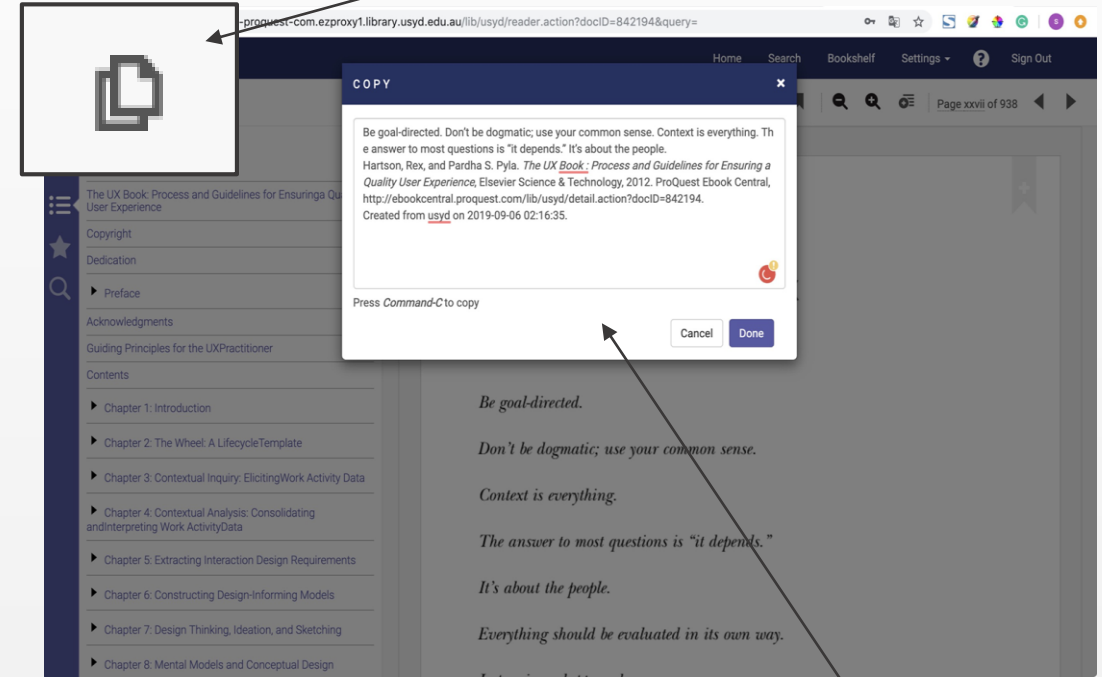 -proquest-com.ezproxy1.library.usyd.edu.au/lib/usyd/reader.action?docID=842194&query=
Home Search Bookshelf Settings ? Sign Out
Page xxvii of 938
COPY ×
Be goal-directed. Don't be dogmatic; use your common sense. Context is everything. Th
e answer to most questions is "it depends." It's about the people.
Hartson, Rex, and Pardha S. Pyla. The UX Book : Process and Guidelines for Ensuring a
Quality User Experience, Elsevier Science & Technology, 2012. ProQuest Ebook Central,
http://ebookcentral.proquest.com/lib/usyd/detail.action?docID=842194.
Created from usyd on 2019-09-06 02:16:35.
Press Command-C to copy
Cancel Done
The UX Book: Process and Guidelines for Ensuringa Qu
User Experience
Copyright
Dedication
Preface
Acknowledgments
Guiding Principles for the UXPractitioner
Contents
Chapter 1: Introduction
Chapter 2: The Wheel: A LifecycleTemplate
Chapter 3: Contextual Inquiry: ElicitingWork Activity Data
Chapter 4: Contextual Analysis: Consolidating
andInterpreting Work ActivityData
Chapter 5: Extracting Interaction Design Requirements
Chapter 6: Constructing Design-Informing Models
Chapter 7: Design Thinking, Ideation, and Sketching
Chapter 8: Mental Models and Conceptual Design
Be goal-directed.
Don't be dogmatic; use your common sense.
Context is everything.
The answer to most questions is "it depends."
It's about the people.
Everything should be evaluated in its own way.